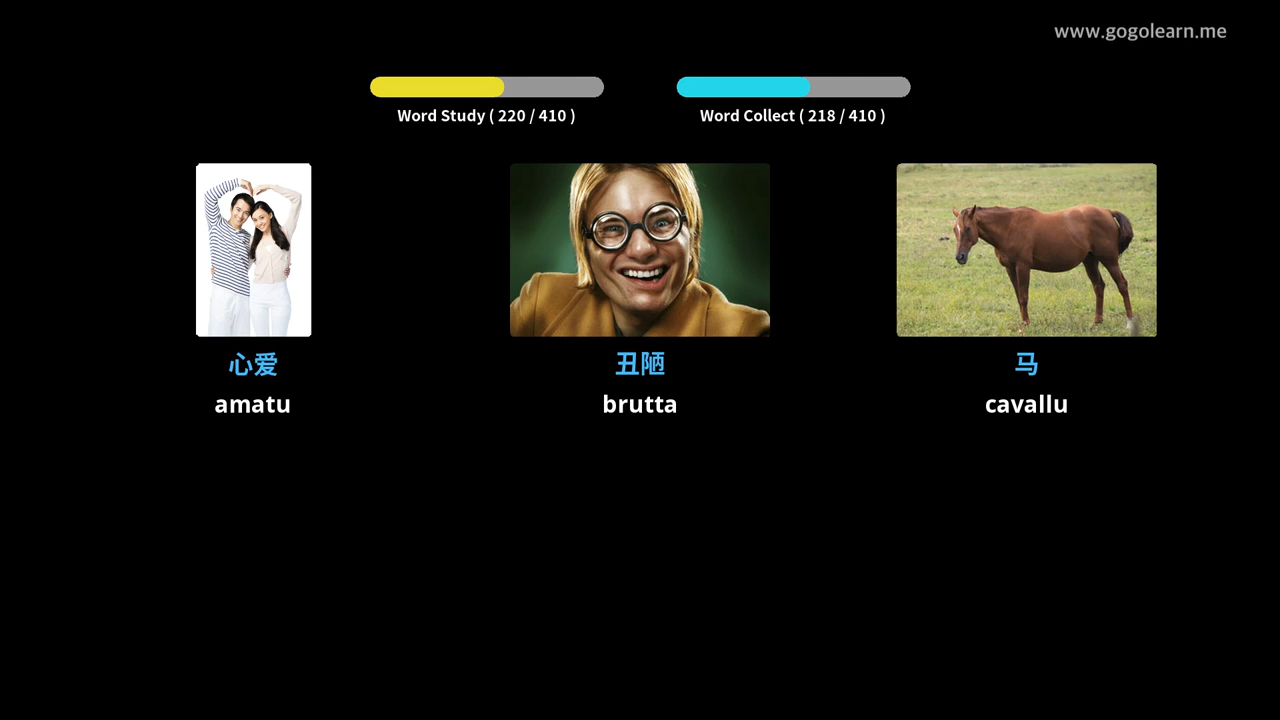 www.gogolearn.me
Word Study ( 220 / 410 )
Word Collect ( 218 / 410 )
心爱
丑陋
马
amatu
brutta
cavallu